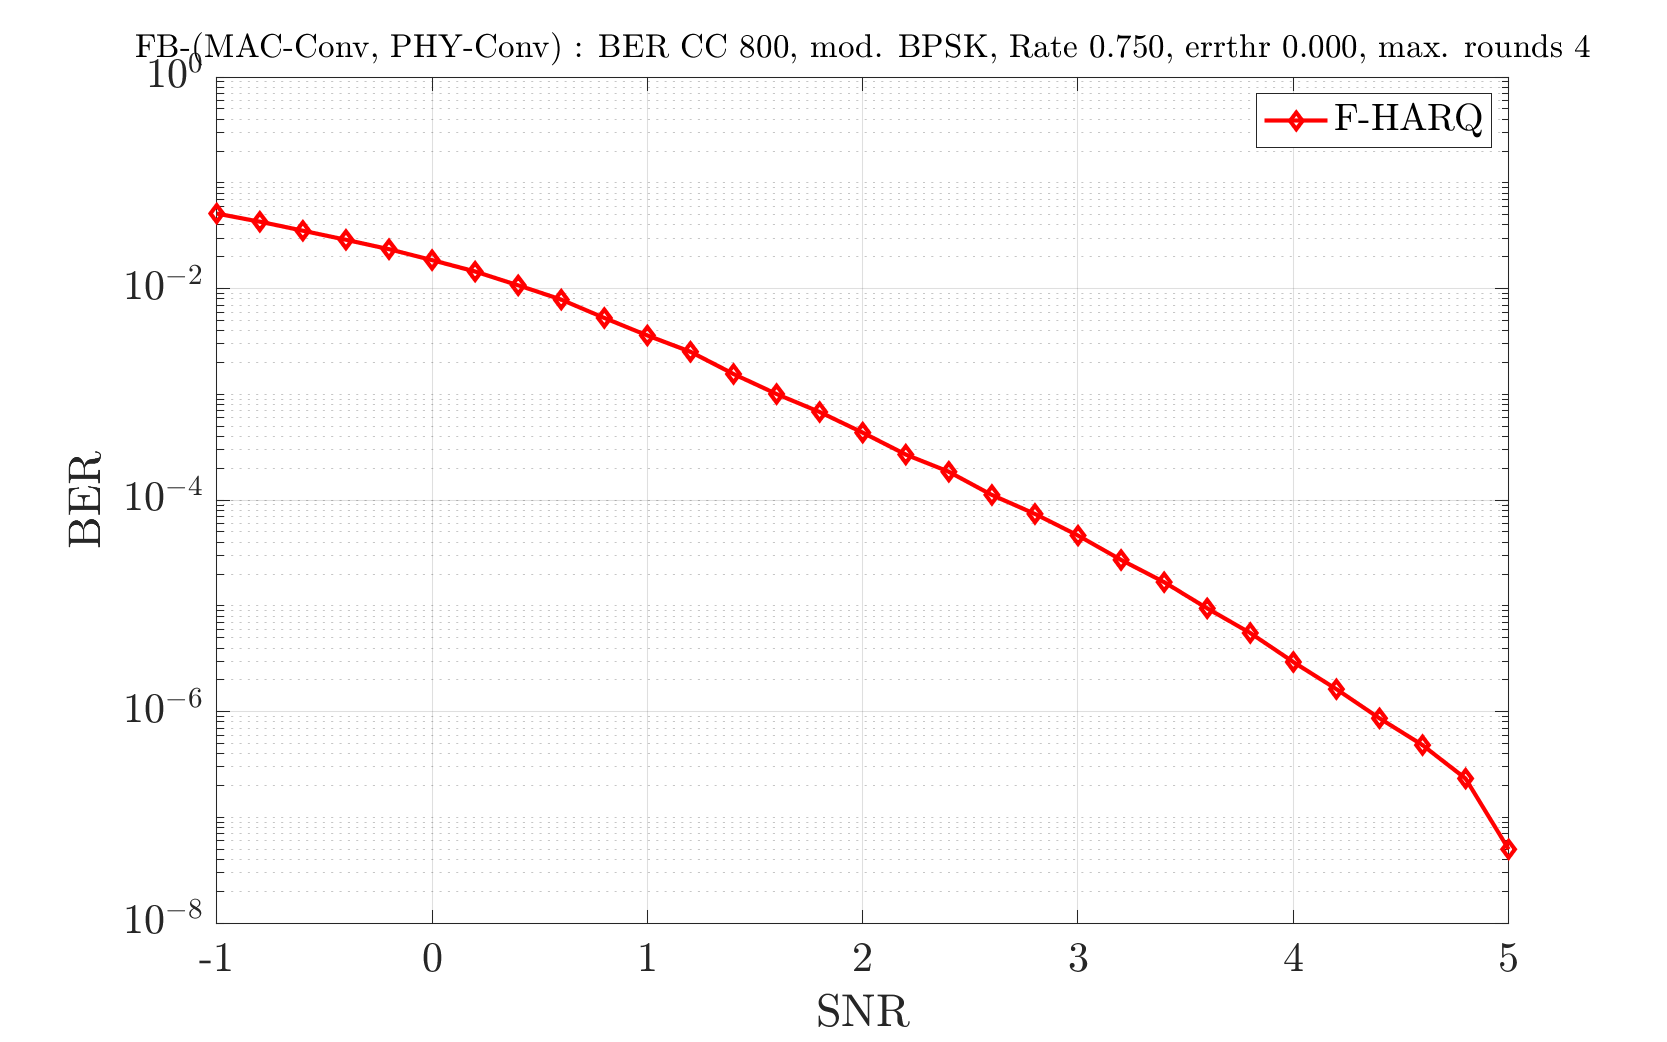 FB-(MAC-Conv, PHY-Conv) : BER CC 800, mod. BPSK, Rate 0.750, errthr 0.000, max. rounds 4
10^0
F-HARQ
10^-2
10^-4
10^-6
10^-8
BER
-1 0 1 2 3 4 5
SNR